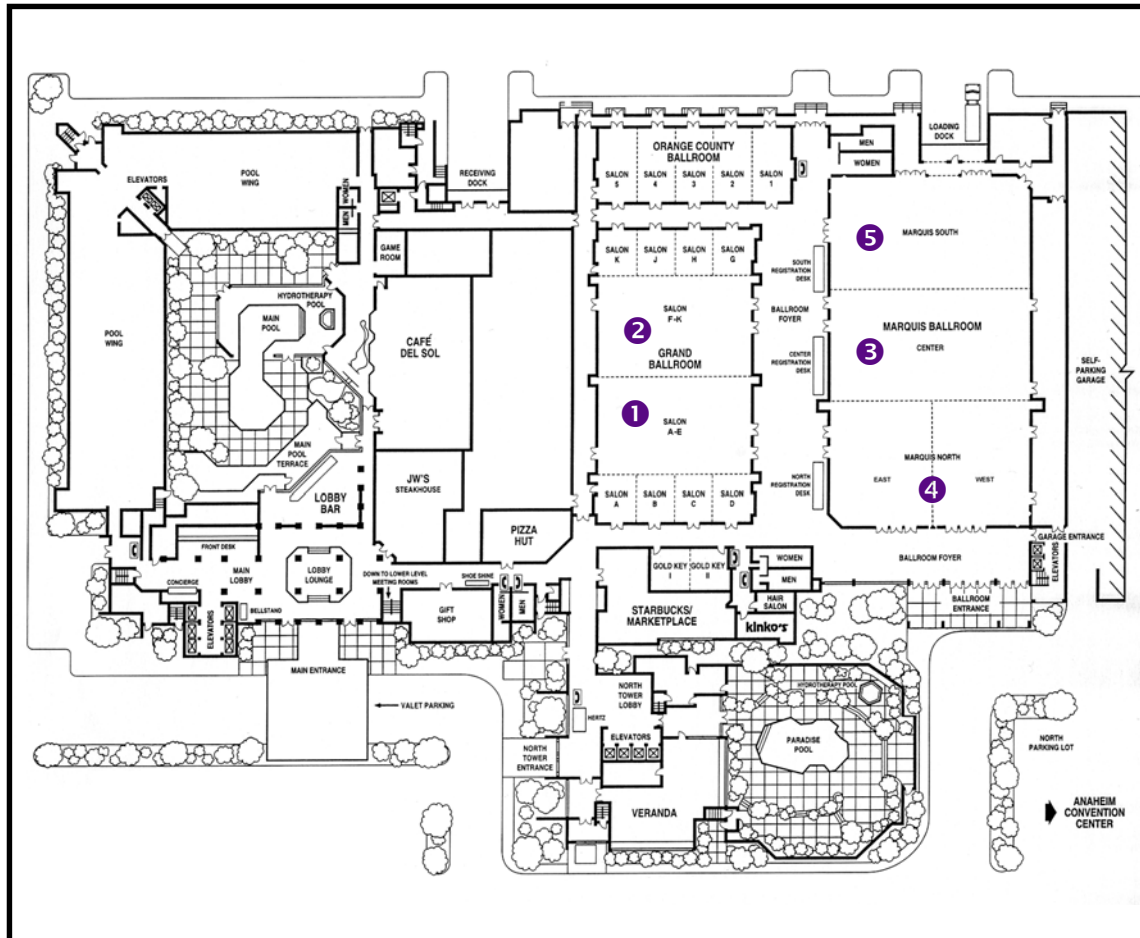 ORANGE COUNTY
BALLROOM
SALON
5
SALON
4
SALON
3
SALON
2
SALON
1
MEN
WOMEN
LOADING
DOCK
POOL
WING
ELEVATORS
WOMEN
MEN
RECEIVING
DOCK
GAME
ROOM
SALON
K
SALON
J
SALON
H
SALON
G
5
MARQUIS SOUTH
SOUTH
REGISTRATION
DESK
HYDROTHERAPY
POOL
MAIN
POOL
POOL
WING
CAFÉ
DEL SOL
SALON
F-K
2
GRAND
BALLROOM
BALLROOM
FOYER
MARQUIS BALLROOM
CENTER
3
CENTER
REGISTRATION
DESK
SELF-
PARKING
GARAGE
1
SALON
A-E
MAIN
POOL
TERRACE
LOBBY
BAR
JW'S
STEAKHOUSE
NORTH
REGISTRATION
DESK
MARQUIS NORTH
EAST
WEST
4
SALON
A
SALON
B
SALON
C
SALON
D
PIZZA
HUT
FRONT DESK
MAIN
LOBBY
LOBBY
LOUNGE
CONCIERGE
BELLSTAND
ELEVATORS
DOWN TO LOWER LEVEL
MEETING ROOMS
SHOE SHINE
GIFT
SHOP
WOMEN
MEN
GOLD KEY
I
GOLD KEY
II
WOMEN
MEN
STARBUCKS/
MARKETPLACE
HAIR
SALON
kinko's
BALLROOM FOYER
GARAGE ENTRANCE
ELEVATORS
BALLROOM
ENTRANCE
MAIN ENTRANCE
VALET PARKING
NORTH
TOWER
LOBBY
HERTZ
ELEVATORS
NORTH
TOWER
ENTRANCE
VERANDA
HYDROTHERAPY POOL
PARADISE
POOL
NORTH
PARKING LOT
ANAHEIM
CONVENTION
CENTER